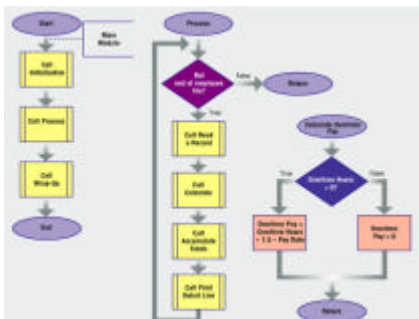 Start
Main
Module
Call
Initialization
Call Process
Call
Wrap-Up
End
Process
Not
end of employee
file?
False
Return
True
Call Read
a Record
Call
Calculate
Call
Accumulate
Totals
Call Print
Detail Line
Calculate Overtime
Pay
Overtime Hours
> 0?
True
False
Overtime Pay =
Overtime Hours
* 1.5 * Pay Rate
Overtime
Pay = 0
Return